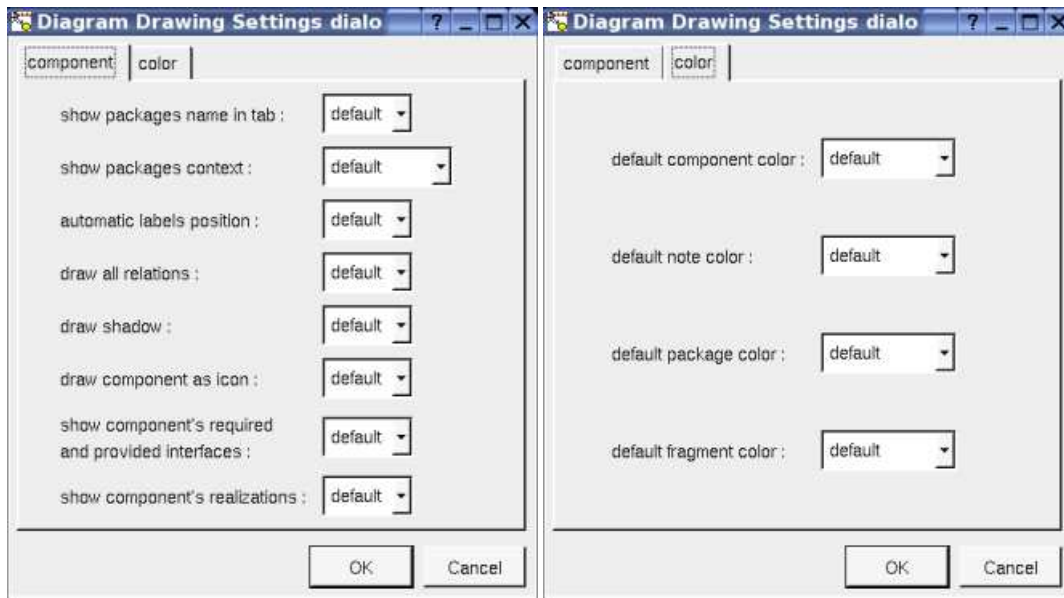 Diagram Drawing Settings dialo
component color
show packages name in tab : default
show packages context : default
automatic labels position : default
draw all relations : default
draw shadow : default
draw component as icon : default
show component's required
and provided interfaces : default
show component's realizations : default
OK Cancel
Diagram Drawing Settings dialo
component color
default component color : default
default note color : default
default package color : default
default fragment color : default
OK Cancel